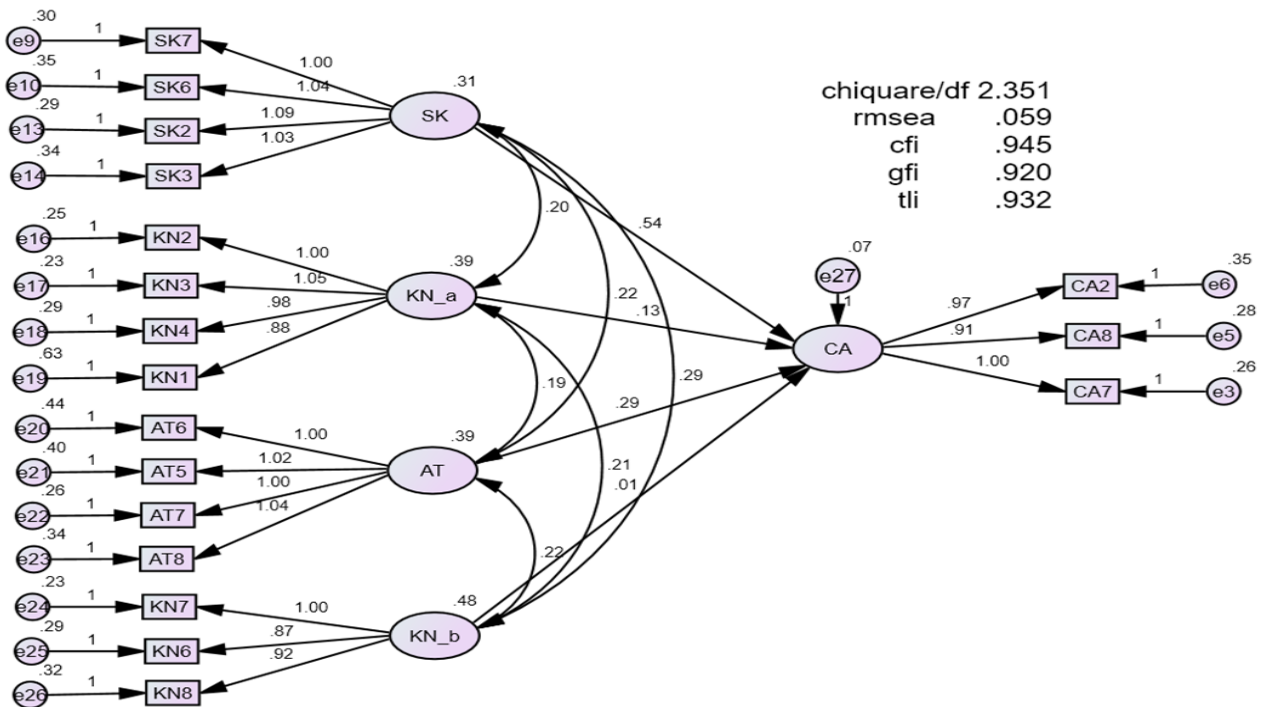 .30
e9 1 SK7
.35
e10 1 SK6
.29
e13 1 SK2
.34
e14 1 SK3
1.00
1.04
1.09
1.03
.31
SK
.25
e16 1 KN2
.23
e17 1 KN3
.29
e18 1 KN4
.63
e19 1 KN1
1.00
1.05
.98
.88
.39
KN_a
.44
e20 1 AT6
.40
e21 1 AT5
.26
e22 1 AT7
.34
e23 1 AT8
1.00
1.02
1.00
1.04
.39
AT
.23
e24 1 KN7
.29
e25 1 KN6
.32
e26 1 KN8
1.00
.87
.92
.48
KN_b
.20
.54
.22
.13
.19
.29
.29
.21
.01
.22
chiquare/df 2.351
rmsea .059
cfi .945
gfi .920
tli .932
.07
e27
1
CA
.97
.91
1.00
.35
CA2 1 e6
.28
CA8 1 e5
.26
CA7 1 e3